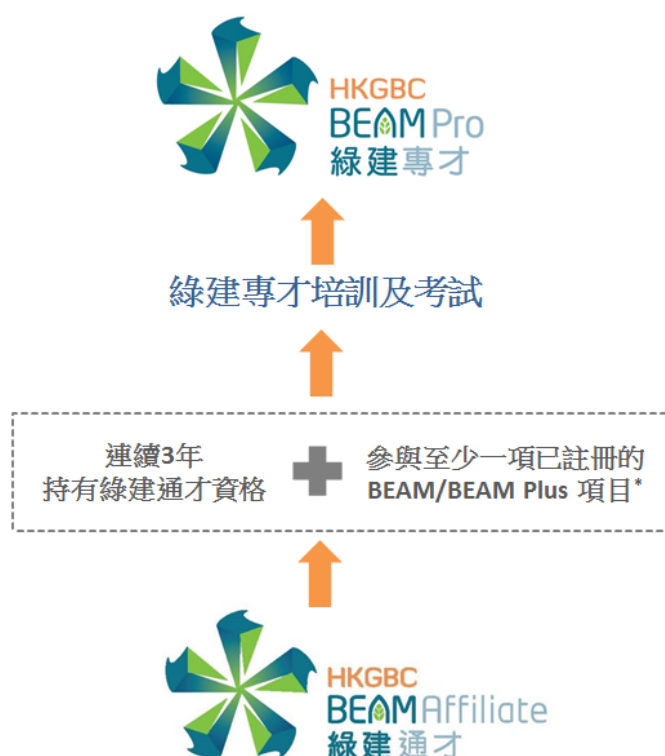 HKGBC
BEAM Pro
綠建專才
綠建專才培訓及考試
連續3年
持有綠建通才資格
參與至少一項已註冊的
BEAM/BEAM Plus 項目*
HKGBC
BEAM Affiliate
綠建通才